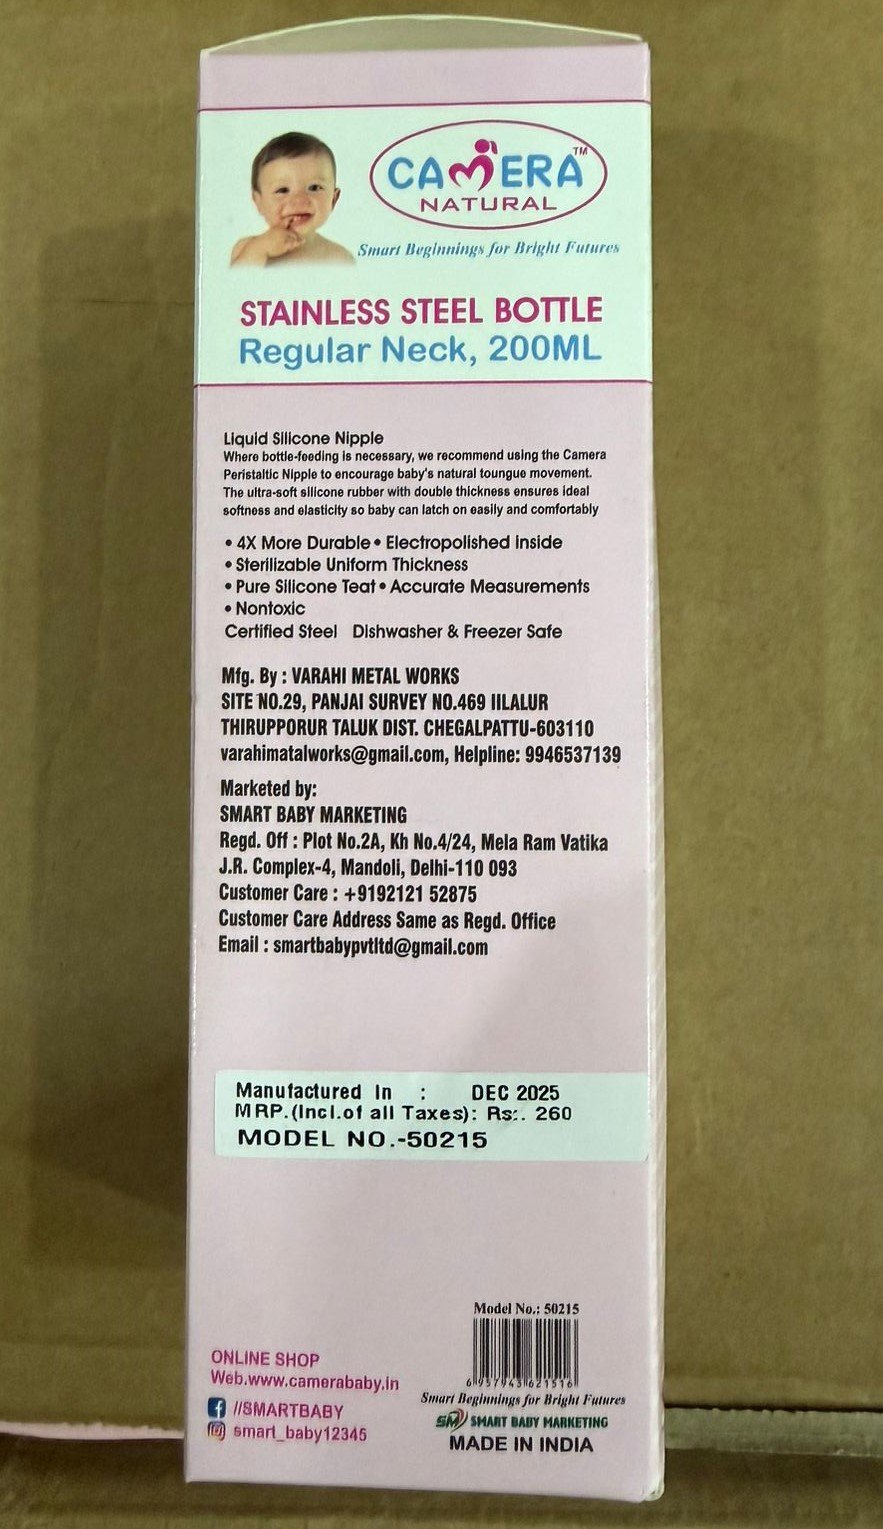 CAMERA™
NATURAL
Smart Beginnings for Bright Futures
STAINLESS STEEL BOTTLE
Regular Neck, 200ML
Liquid Silicone Nipple
Where bottle-feeding is necessary, we recommend using the Camera
Peristaltic Nipple to encourage baby's natural toungue movement.
The ultra-soft silicone rubber with double thickness ensures ideal
softness and elasticity so baby can latch on easily and comfortably
• 4X More Durable • Electropolished Inside
• Sterilizable Uniform Thickness
• Pure Silicone Teat • Accurate Measurements
• Nontoxic
Certified Steel Dishwasher & Freezer Safe
Mfg. By : VARAHI METAL WORKS
SITE NO.29, PANJAI SURVEY NO.469 IILALUR
THIRUPPORUR TALUK DIST. CHEGALPATTU-603110
varahimatalworks@gmail.com, Helpline: 9946537139
Marketed by:
SMART BABY MARKETING
Regd. Off : Plot No.2A, Kh No.4/24, Mela Ram Vatika
J.R. Complex-4, Mandoli, Delhi-110 093
Customer Care : +9192121 52875
Customer Care Address Same as Regd. Office
Email : smartbabypvtltd@gmail.com
Manufactured In : DEC 2025
MRP.(Incl.of all Taxes): Rs:. 260
MODEL NO.-50215
Model No.: 50215
6 957943 621516
ONLINE SHOP
Web.www.camerababy.in
//SMARTBABY
smart_baby12345
Smart Beginnings for Bright Futures
SM SMART BABY MARKETING
MADE IN INDIA